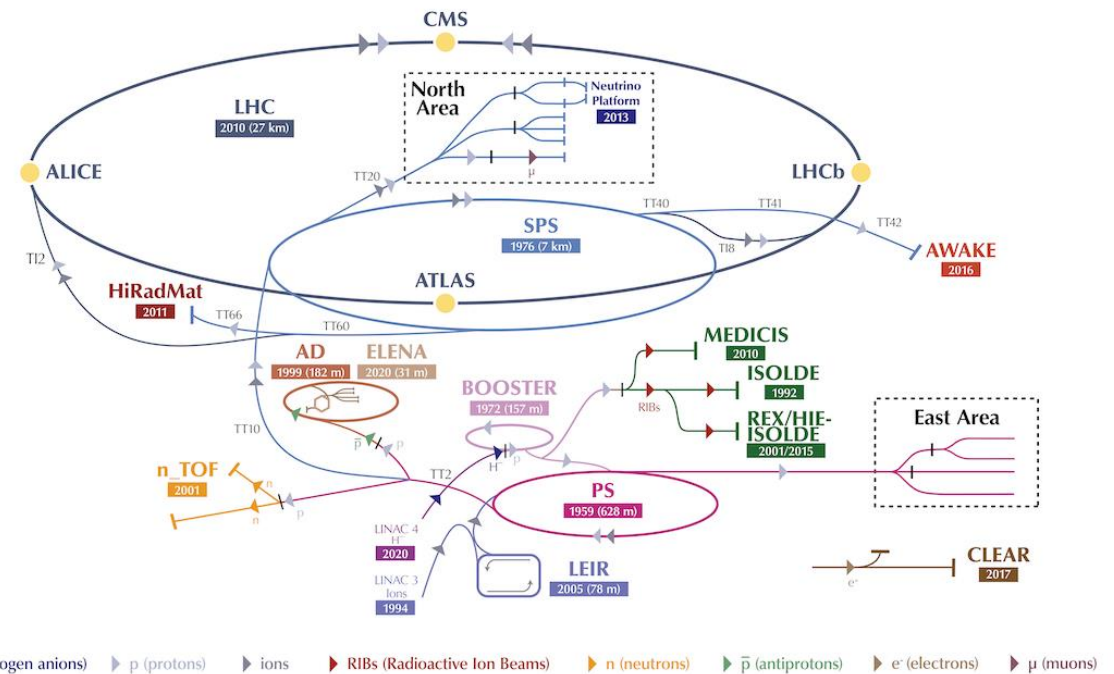 CMS
North
Area
Neutrino
Platform
2013
LHC
2010 (27 km)
μ
ALICE
LHCb
TT20
TT40
TT41
TT42
SPS
1976 (7 km)
TI8
AWAKE
2016
TI2
ATLAS
HiRadMat
2011
TT66
TT60
MEDICIS
2010
AD
1999 (182 m)
ELENA
2020 (31 m)
ISOLDE
1992
BOOSTER
1972 (157 m)
RIBs
REX/HIE-
ISOLDE
2001/2015
East Area
TT10
p̅
p
H⁻
p
TT2
n_TOF
2001
n
n
p
PS
1959 (628 m)
LINAC 4
H⁻
2020
LINAC 3
Ions
1994
LEIR
2005 (78 m)
CLEAR
2017
e⁻
ogen anions)
p (protons)
ions
RIBs (Radioactive Ion Beams)
n (neutrons)
p̅ (antiprotons)
e⁻ (electrons)
μ (muons)